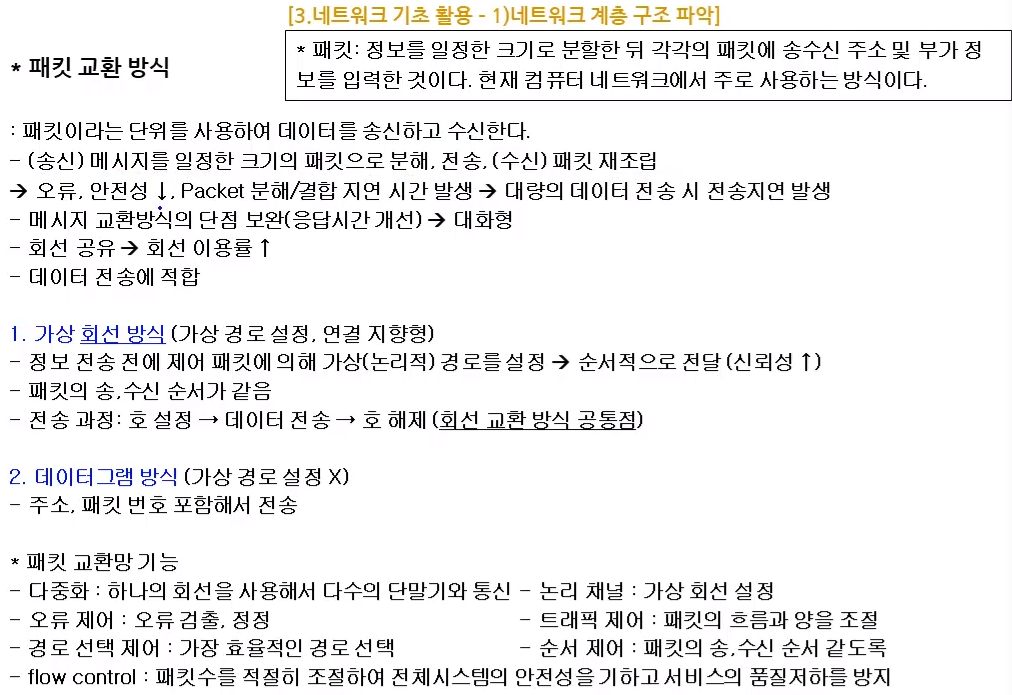 [3.네트워크 기초 활용 - 1)네트워크 계층 구조 파악]
* 패킷 교환 방식
* 패킷: 정보를 일정한 크기로 분할한 뒤 각각의 패킷에 송수신 주소 및 부가 정
보를 입력한 것이다. 현재 컴퓨터 네트워크에서 주로 사용하는 방식이다.
: 패킷이라는 단위를 사용하여 데이터를 송신하고 수신한다.
- (송신) 메시지를 일정한 크기의 패킷으로 분해, 전송, (수신) 패킷 재조립
→ 오류, 안전성 ↓, Packet 분해/결합 지연 시간 발생 → 대량의 데이터 전송 시 전송지연 발생
- 메시지 교환방식의 단점 보완(응답시간 개선) → 대화형
- 회선 공유 → 회선 이용률 ↑
- 데이터 전송에 적합
1. 가상 회선 방식 (가상 경로 설정, 연결 지향형)
- 정보 전송 전에 제어 패킷에 의해 가상(논리적) 경로를 설정 → 순서적으로 전달 (신뢰성 ↑)
- 패킷의 송,수신 순서가 같음
- 전송 과정: 호 설정 → 데이터 전송 → 호 해제 (회선 교환 방식 공통점)
2. 데이터그램 방식 (가상 경로 설정 X)
- 주소, 패킷 번호 포함해서 전송
* 패킷 교환망 기능
- 다중화 : 하나의 회선을 사용해서 다수의 단말기와 통신 - 논리 채널 : 가상 회선 설정
- 오류 제어 : 오류 검출, 정정 - 트래픽 제어 : 패킷의 흐름과 양을 조절
- 경로 선택 제어 : 가장 효율적인 경로 선택 - 순서 제어 : 패킷의 송,수신 순서 같도록
- flow control : 패킷수를 적절히 조절하여 전체시스템의 안전성을 기하고 서비스의 품질저하를 방지